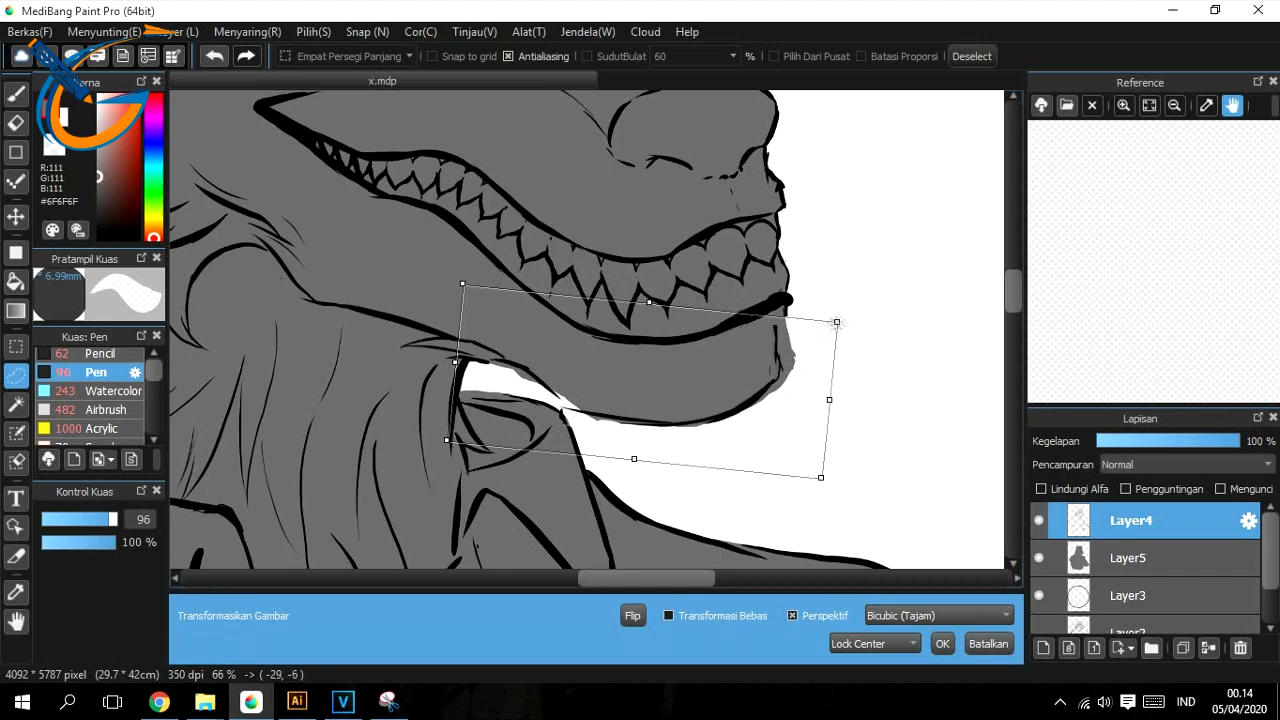 MediBang Paint Pro (64bit)
Berkas(F) Menyunting(E) Layer (L) Menyaring(R) Pilih(S) Snap (N) Cor(C) Tinjau(V) Alat(T) Jendela(W) Cloud Help
Empat Persegi Panjang Snap to grid Antialiasing SudutBulat 60 % Pilih Dari Pusat Batasi Proporsi Deselect
x.mdp
Reference
R:111
G:111
B:111
#6F6F6F
Pratampil Kuas
6.99mm
Kuas: Pen
62 Pencil
96 Pen
243 Watercolor
482 Airbrush
1000 Acrylic
Kontrol Kuas
96
100 %
Lapisan
Kegelapan 100 %
Pencampuran Normal
Lindungi Alfa Pengguntingan Mengunci
Layer4
Layer5
Layer3
Layer2
Transformasikan Gambar Flip Transformasi Bebas Perspektif Bicubic (Tajam)
Lock Center OK Batalkan
4092 * 5787 pixel (29.7 * 42cm) 350 dpi 66 % -> ( -29, -6 )
IND
00.14
05/04/2020